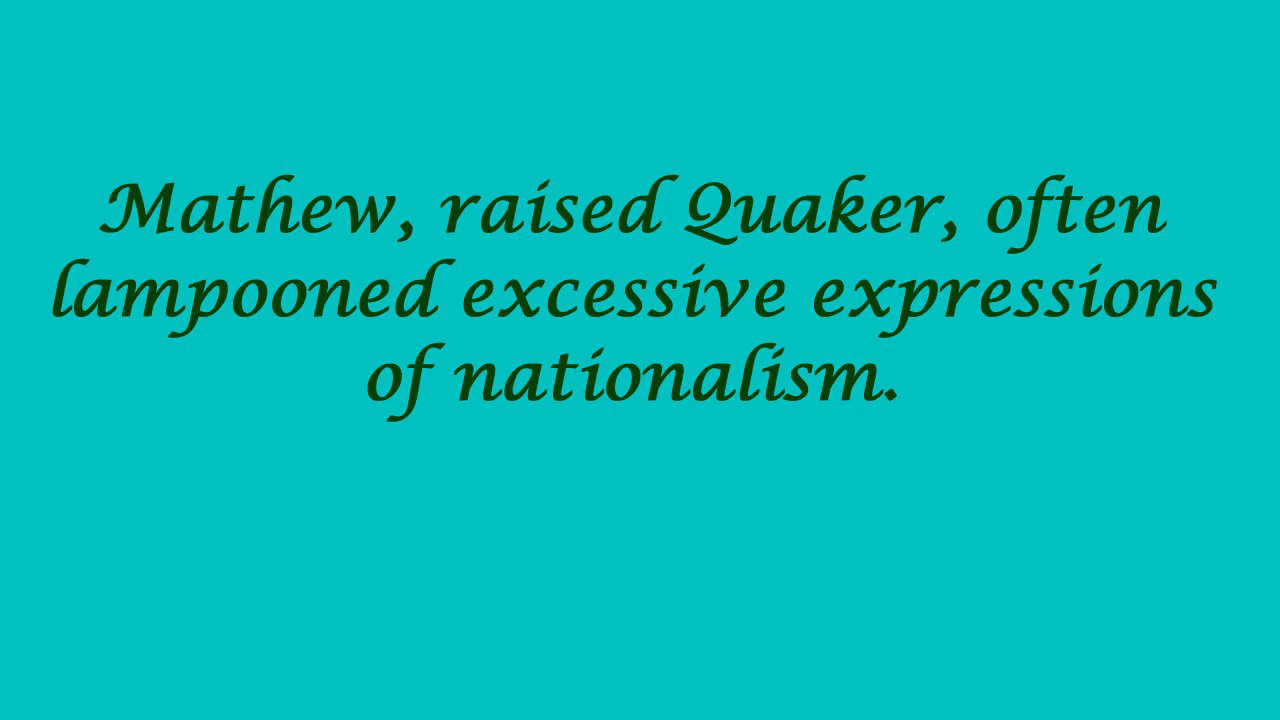 Mathew, raised Quaker, often
lampooned excessive expressions
of nationalism.